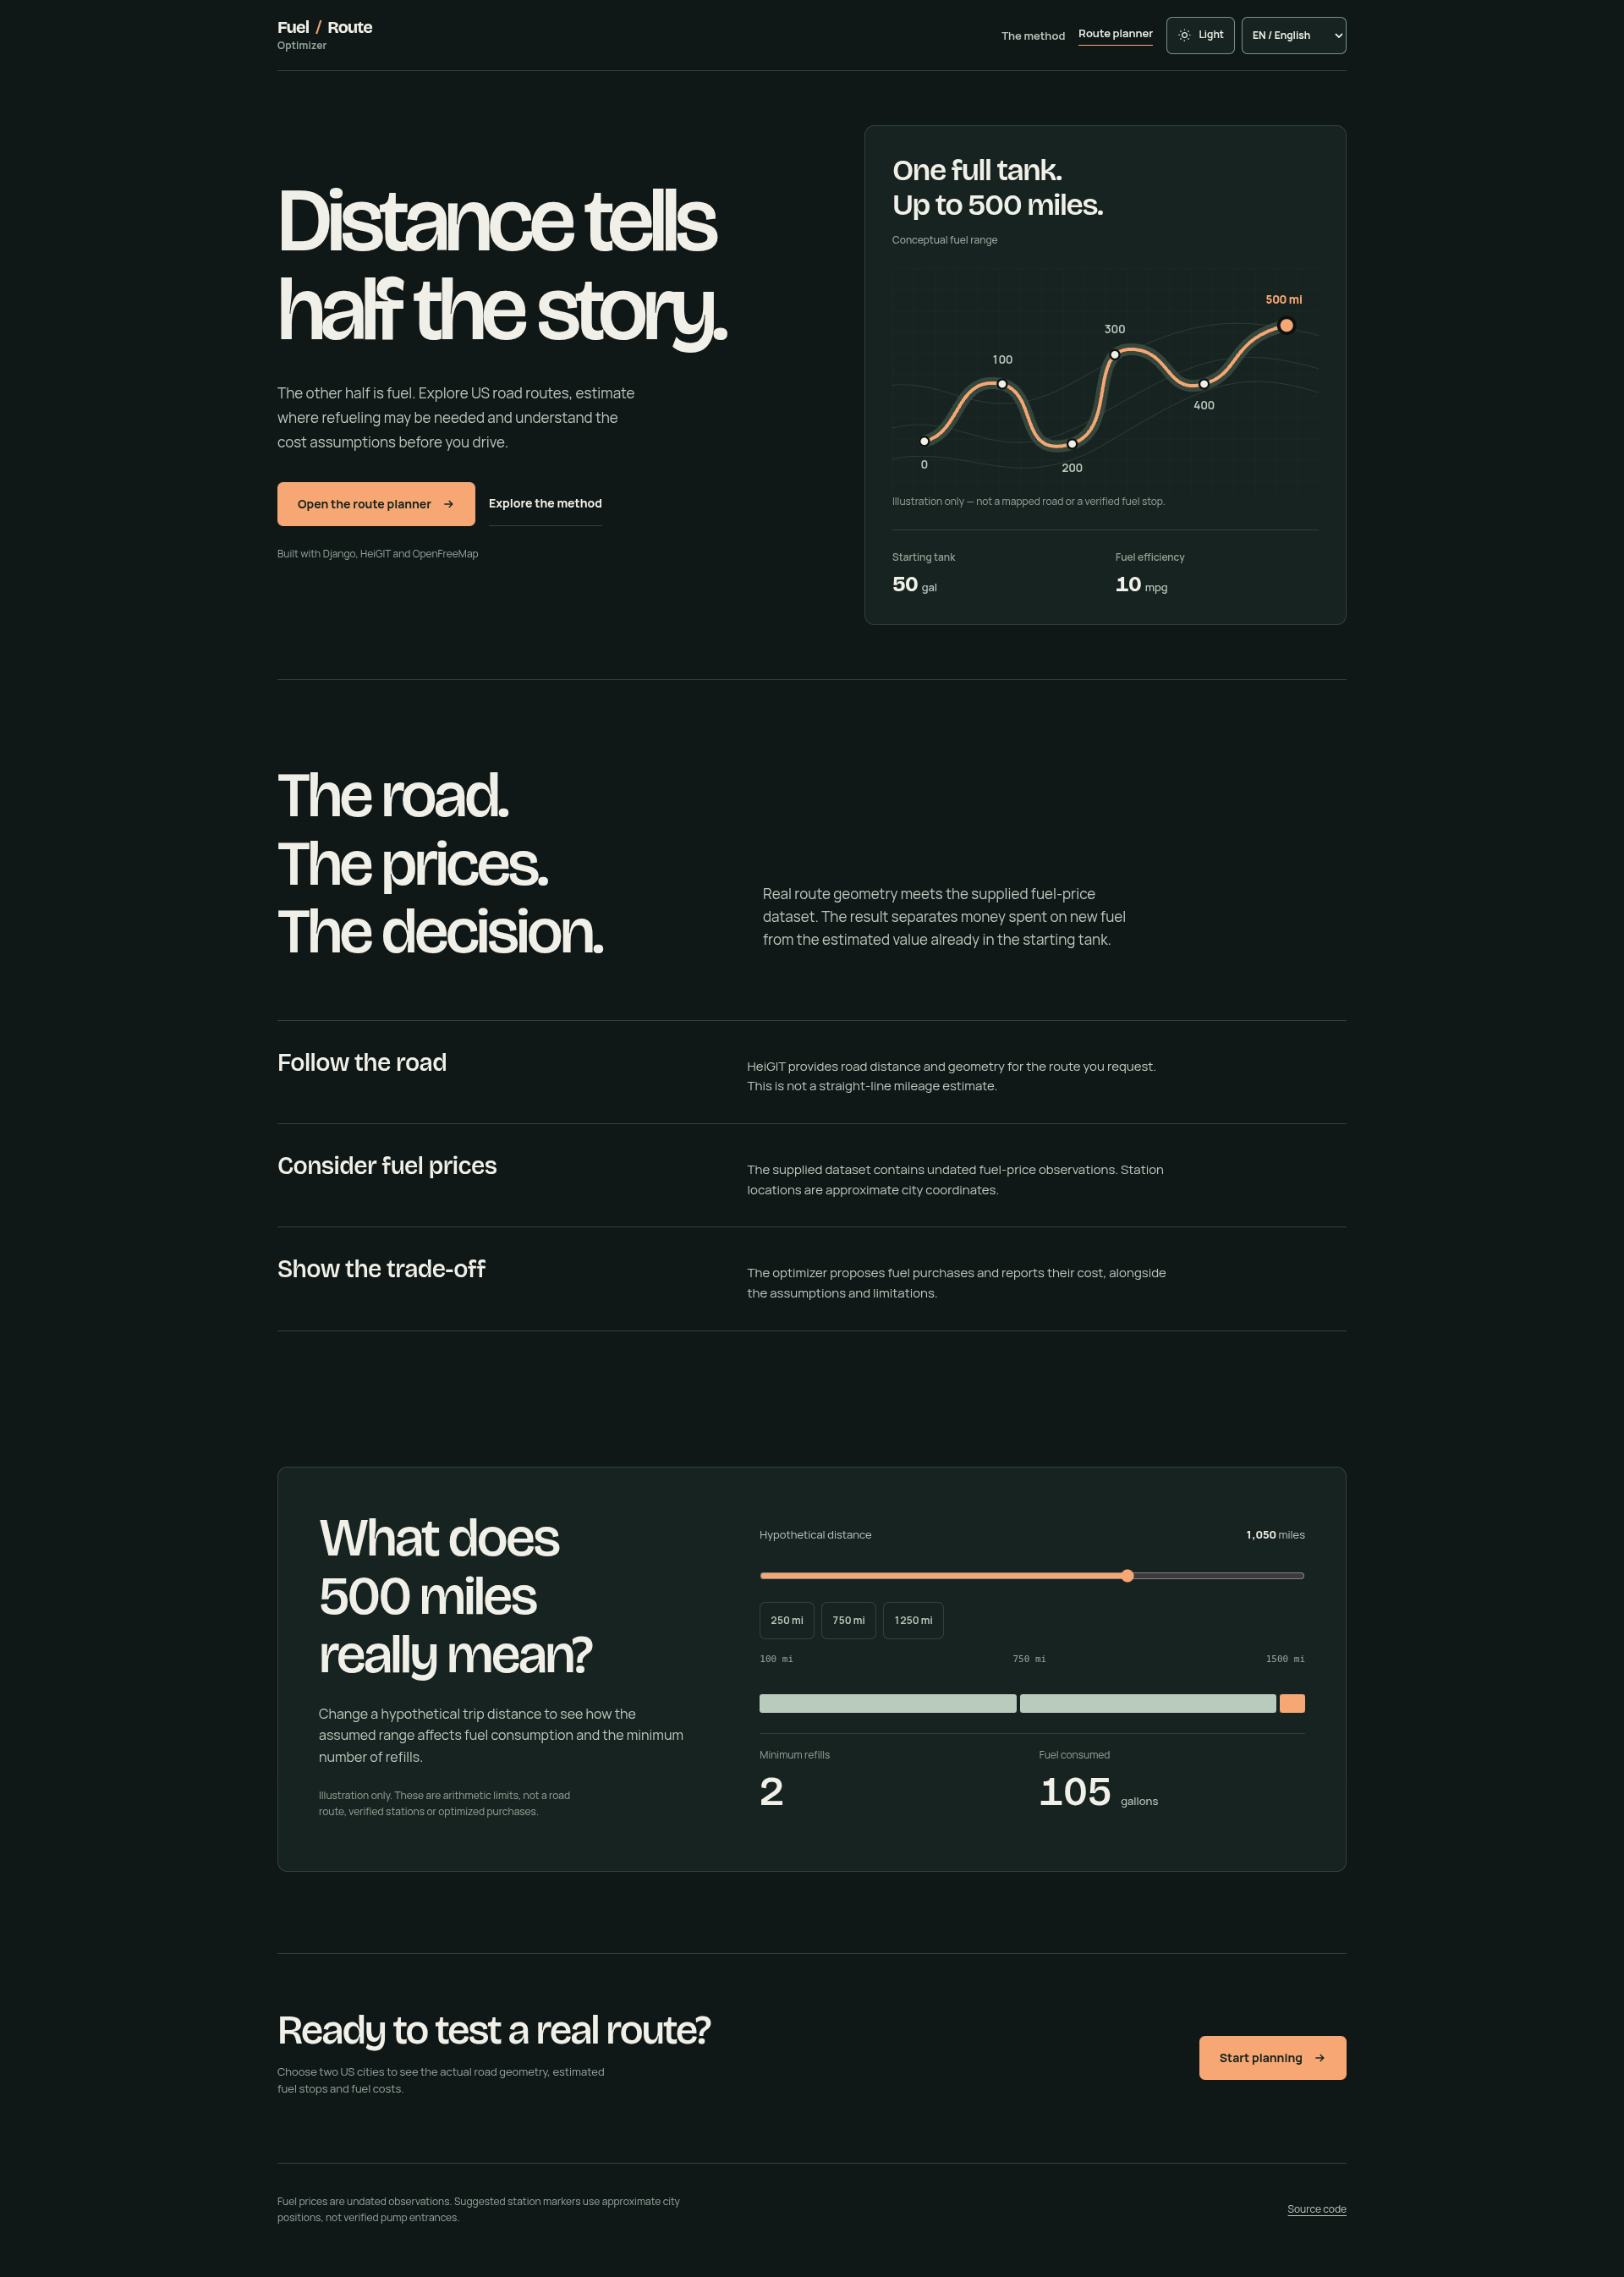 Fuel / Route
Optimizer
The method
Route planner
Light
EN / English
Distance tells
half the story.
The other half is fuel. Explore US road routes, estimate
where refueling may be needed and understand the
cost assumptions before you drive.
Open the route planner →
Explore the method
Built with Django, HeiGIT and OpenFreeMap
One full tank.
Up to 500 miles.
Conceptual fuel range
500 mi
300
100
400
0
200
Illustration only — not a mapped road or a verified fuel stop.
Starting tank
50 gal
Fuel efficiency
10 mpg
The road.
The prices.
The decision.
Real route geometry meets the supplied fuel-price
dataset. The result separates money spent on new fuel
from the estimated value already in the starting tank.
Follow the road
HeiGIT provides road distance and geometry for the route you request.
This is not a straight-line mileage estimate.
Consider fuel prices
The supplied dataset contains undated fuel-price observations. Station
locations are approximate city coordinates.
Show the trade-off
The optimizer proposes fuel purchases and reports their cost, alongside
the assumptions and limitations.
What does
500 miles
really mean?
Change a hypothetical trip distance to see how the
assumed range affects fuel consumption and the minimum
number of refills.
Illustration only. These are arithmetic limits, not a road
route, verified stations or optimized purchases.
Hypothetical distance
1,050 miles
250 mi
750 mi
1250 mi
100 mi
750 mi
1500 mi
Minimum refills
2
Fuel consumed
105 gallons
Ready to test a real route?
Choose two US cities to see the actual road geometry, estimated
fuel stops and fuel costs.
Start planning →
Fuel prices are undated observations. Suggested station markers use approximate city
positions, not verified pump entrances.
Source code